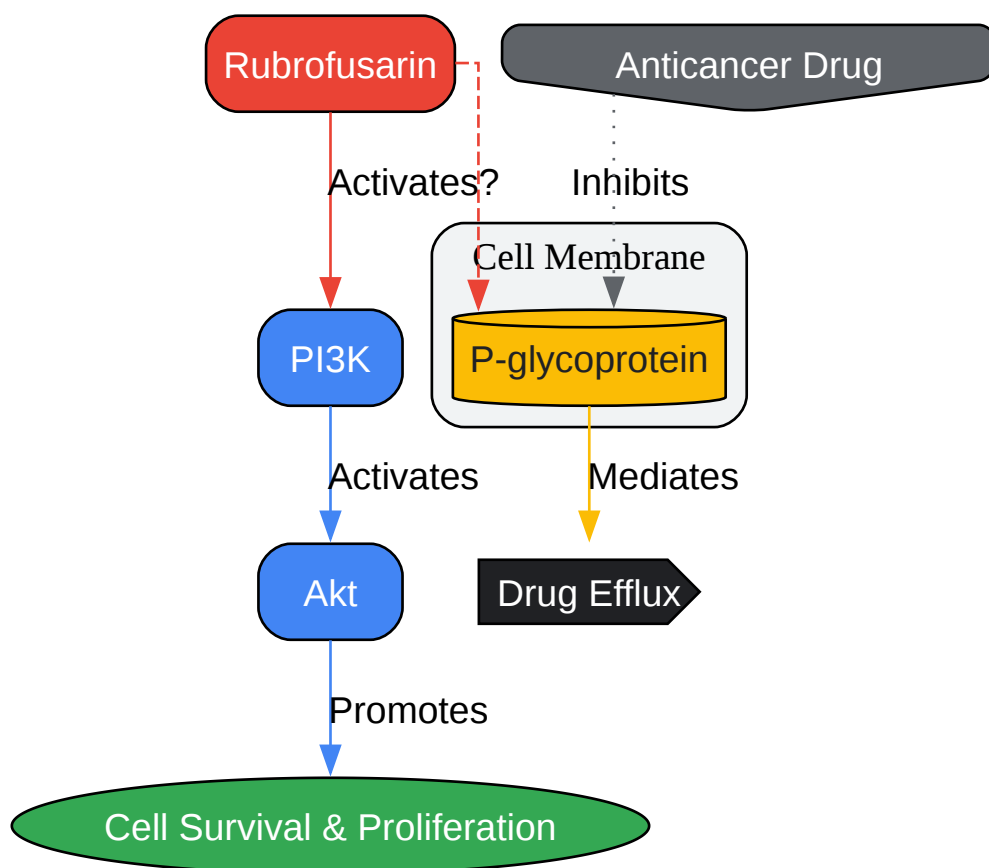 Rubrofusarin
Anticancer Drug
Activates?
Inhibits
Cell Membrane
PI3K
P-glycoprotein
Activates
Mediates
Akt
Drug Efflux
Promotes
Cell Survival & Proliferation